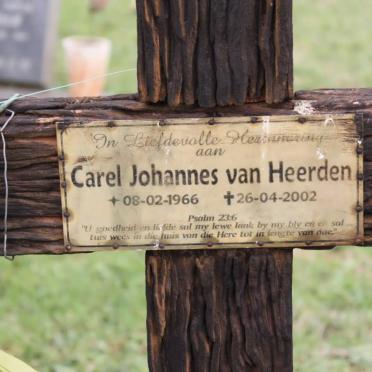 In Liefdevolle Herinnering
aan
Carel Johannes van Heerden
✦08-02-1966 ✝26-04-2002
Psalm 23:6
"U goedheid en liefde sal my lewe lank by my bly en ek sal
tuis wees in die huis van die Here tot in lengte van dae."